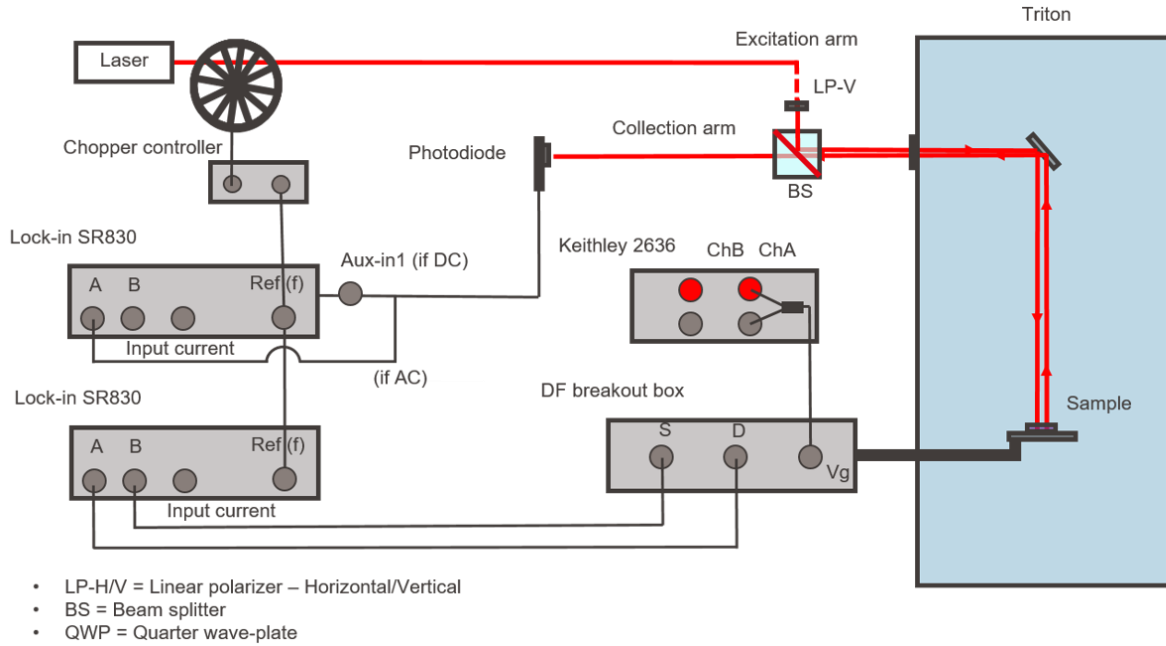 Triton
Excitation arm
Laser
LP-V
Collection arm
Chopper controller
Photodiode
BS
Lock-in SR830
Keithley 2636
ChB
ChA
Aux-in1 (if DC)
A
B
Ref (f)
Input current
(if AC)
Lock-in SR830
DF breakout box
Sample
A
B
Ref (f)
S
D
Vg
Input current
• LP-H/V = Linear polarizer – Horizontal/Vertical
• BS = Beam splitter
• QWP = Quarter wave-plate